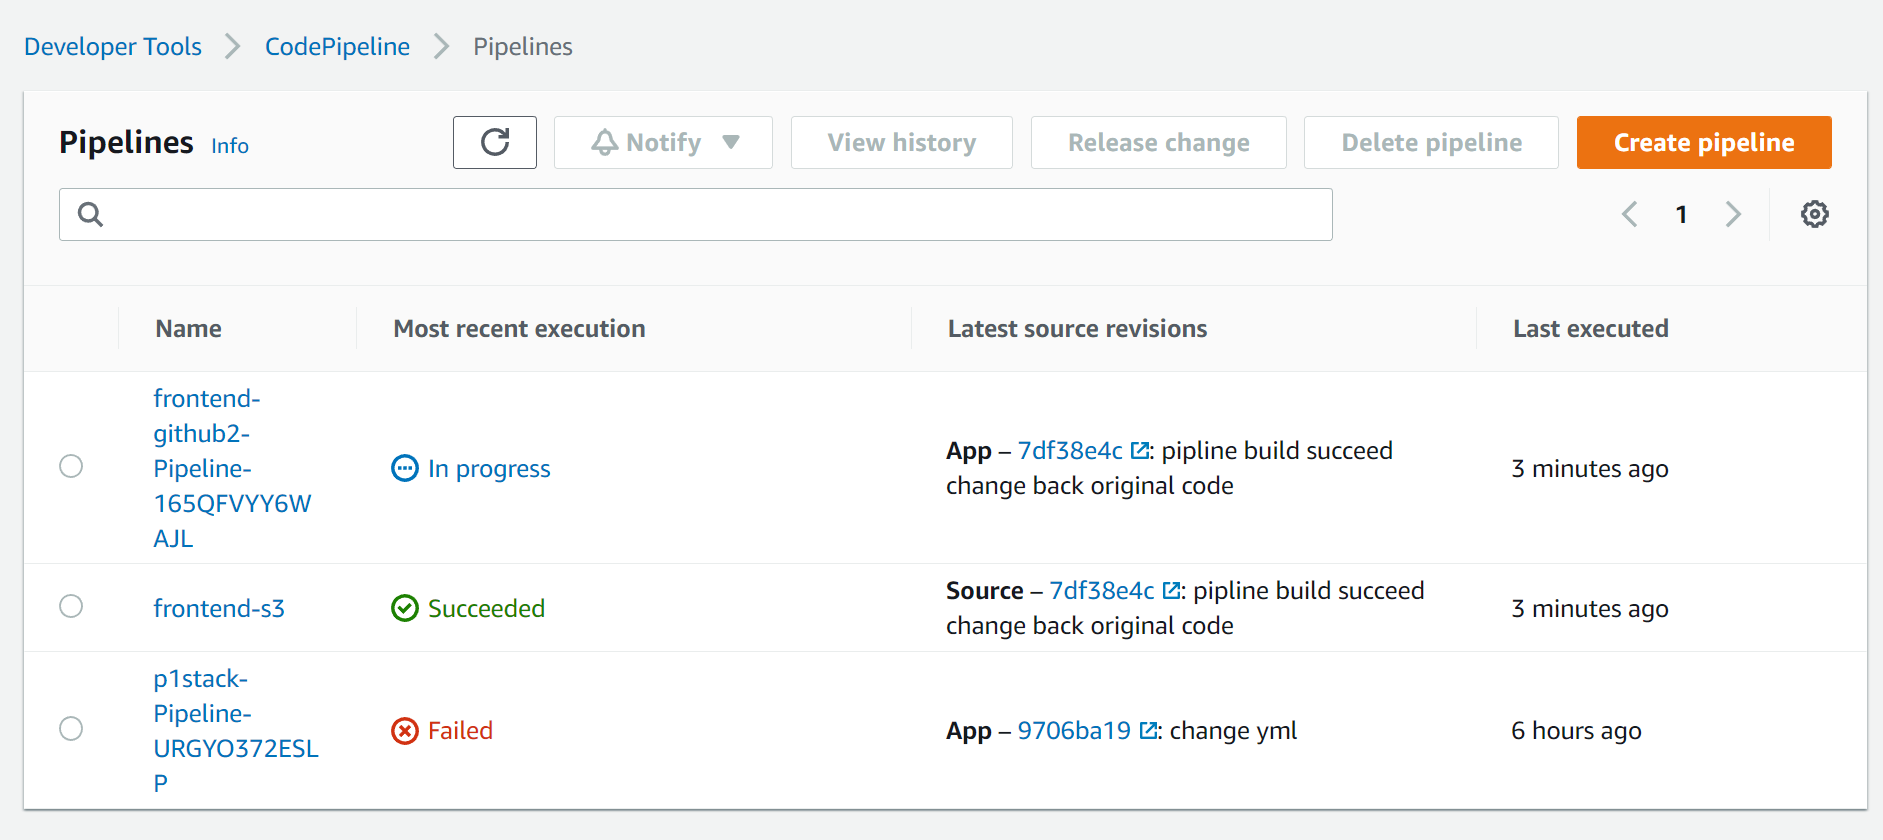 Developer Tools > CodePipeline > Pipelines
Pipelines Info Notify View history Release change Delete pipeline Create pipeline
1
Name Most recent execution Latest source revisions Last executed
frontend-
github2-
Pipeline-
165QFVYY6W
AJL
In progress
App – 7df38e4c : pipline build succeed
change back original code
3 minutes ago
frontend-s3
Succeeded
Source – 7df38e4c : pipline build succeed
change back original code
3 minutes ago
p1stack-
Pipeline-
URGYO372ESL
P
Failed
App – 9706ba19 : change yml
6 hours ago